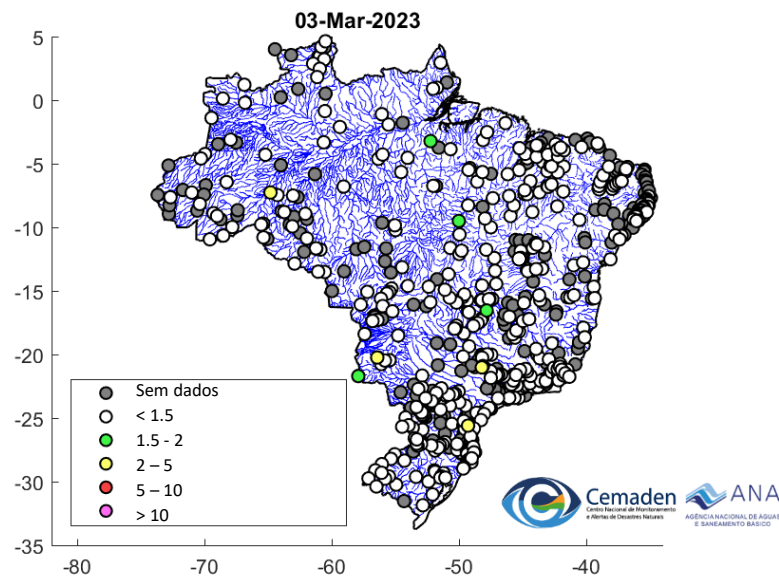 03-Mar-2023
5
0
-5
-10
-15
-20
-25
-30
-35
Sem dados
< 1.5
1.5 - 2
2 – 5
5 – 10
> 10
Cemaden
Centro Nacional de Monitoramento
e Alertas de Desastres Naturais
ANA
AGÊNCIA NACIONAL DE ÁGUAS
E SANEAMENTO BÁSICO
-80
-70
-60
-50
-40